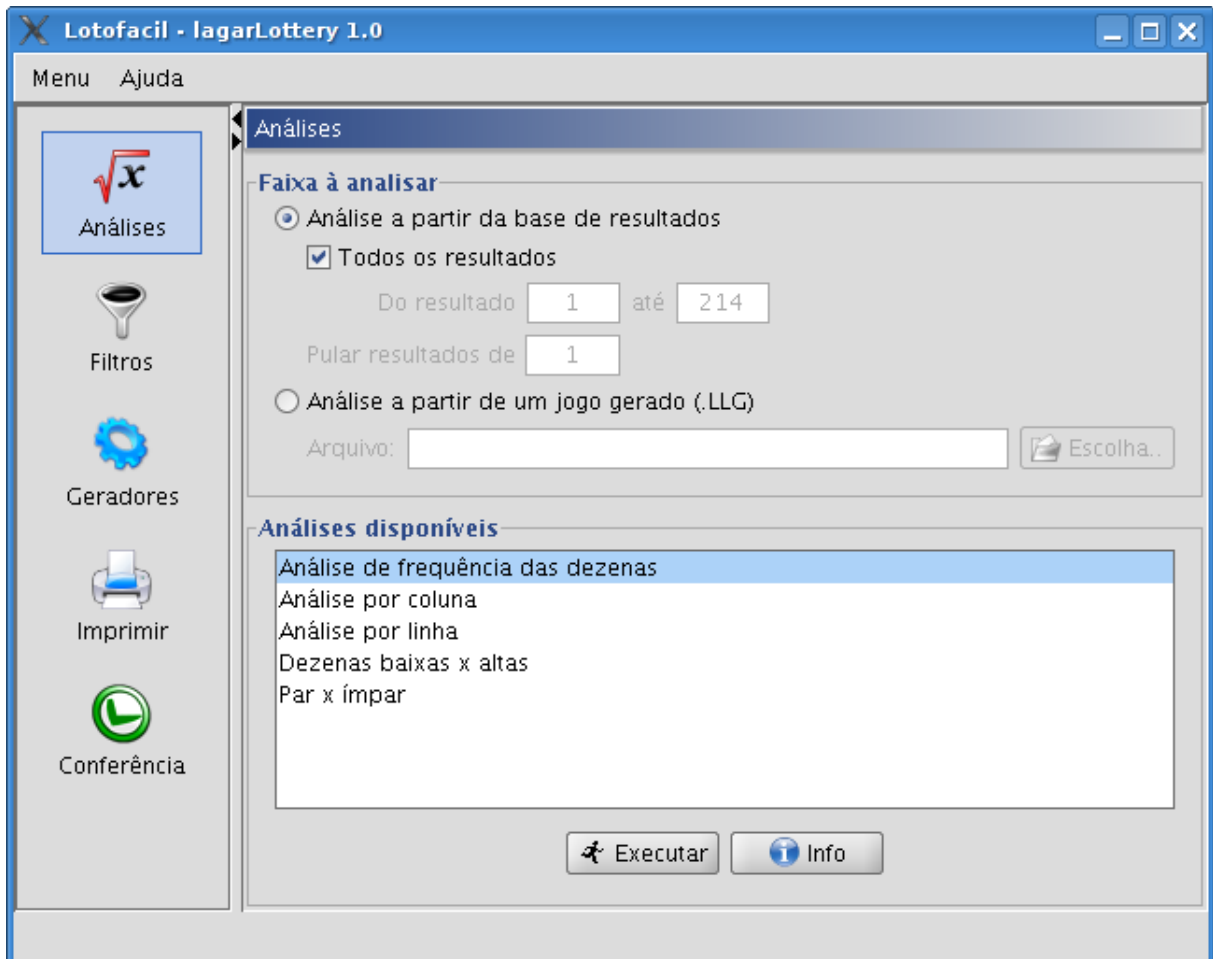 Lotofacil - lagarLottery 1.0
Menu Ajuda
Análises
Filtros
Geradores
Imprimir
Conferência
Análises
Faixa à analisar
Análise a partir da base de resultados
Todos os resultados
Do resultado 1 até 214
Pular resultados de 1
Análise a partir de um jogo gerado (.LLG)
Arquivo: Escolha..
Análises disponíveis
Análise de frequência das dezenas
Análise por coluna
Análise por linha
Dezenas baixas x altas
Par x ímpar
Executar Info